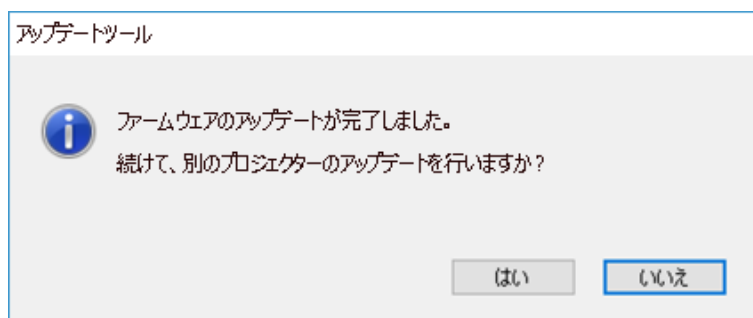 アップデートツール
ファームウェアのアップデートが完了しました。
続けて、別のプロジェクターのアップデートを行いますか?
はい
いいえ